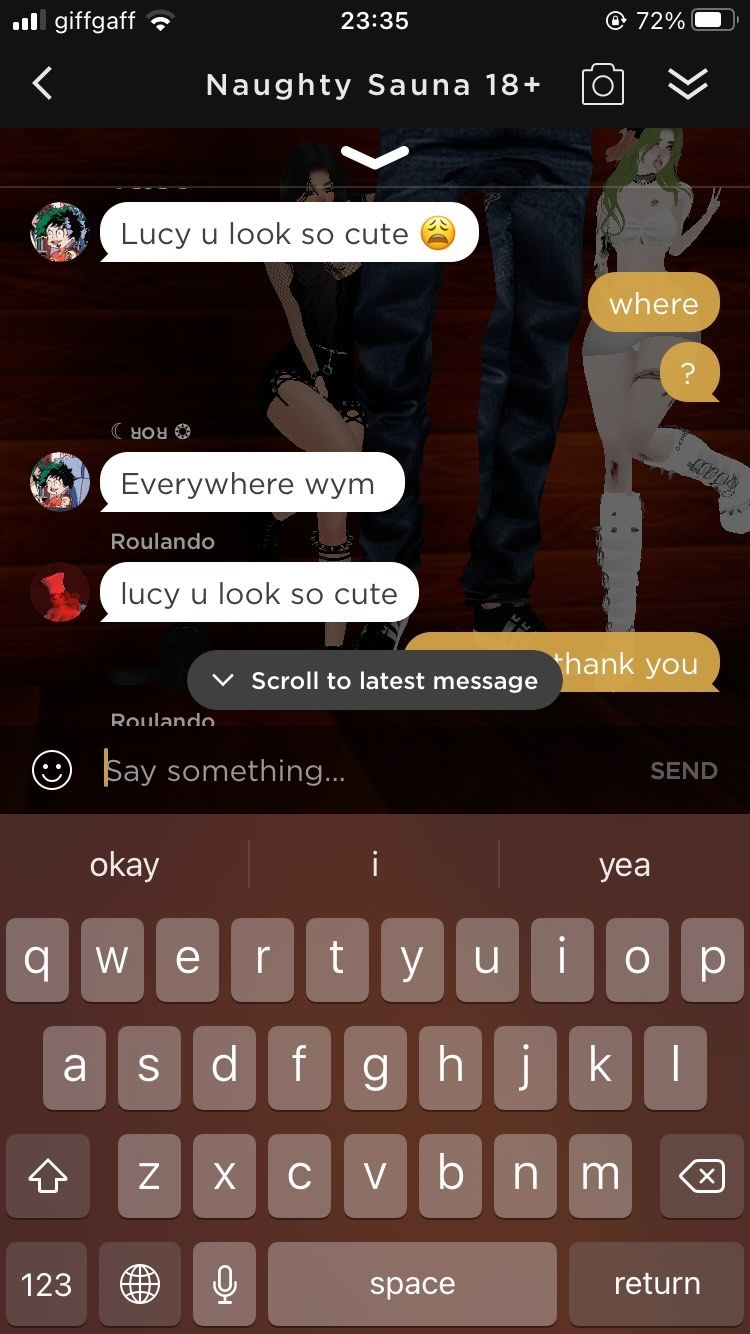 giffgaff
23:35
72%
Naughty Sauna 18+
Lucy u look so cute 😩
where
?
☾ ꓤOꓤ ❂
Everywhere wym
Roulando
lucy u look so cute
thank you
Scroll to latest message
Roulando
Say something...
SEND
okay i yea
q w e r t y u i o p
a s d f g h j k l
z x c v b n m
123 space return